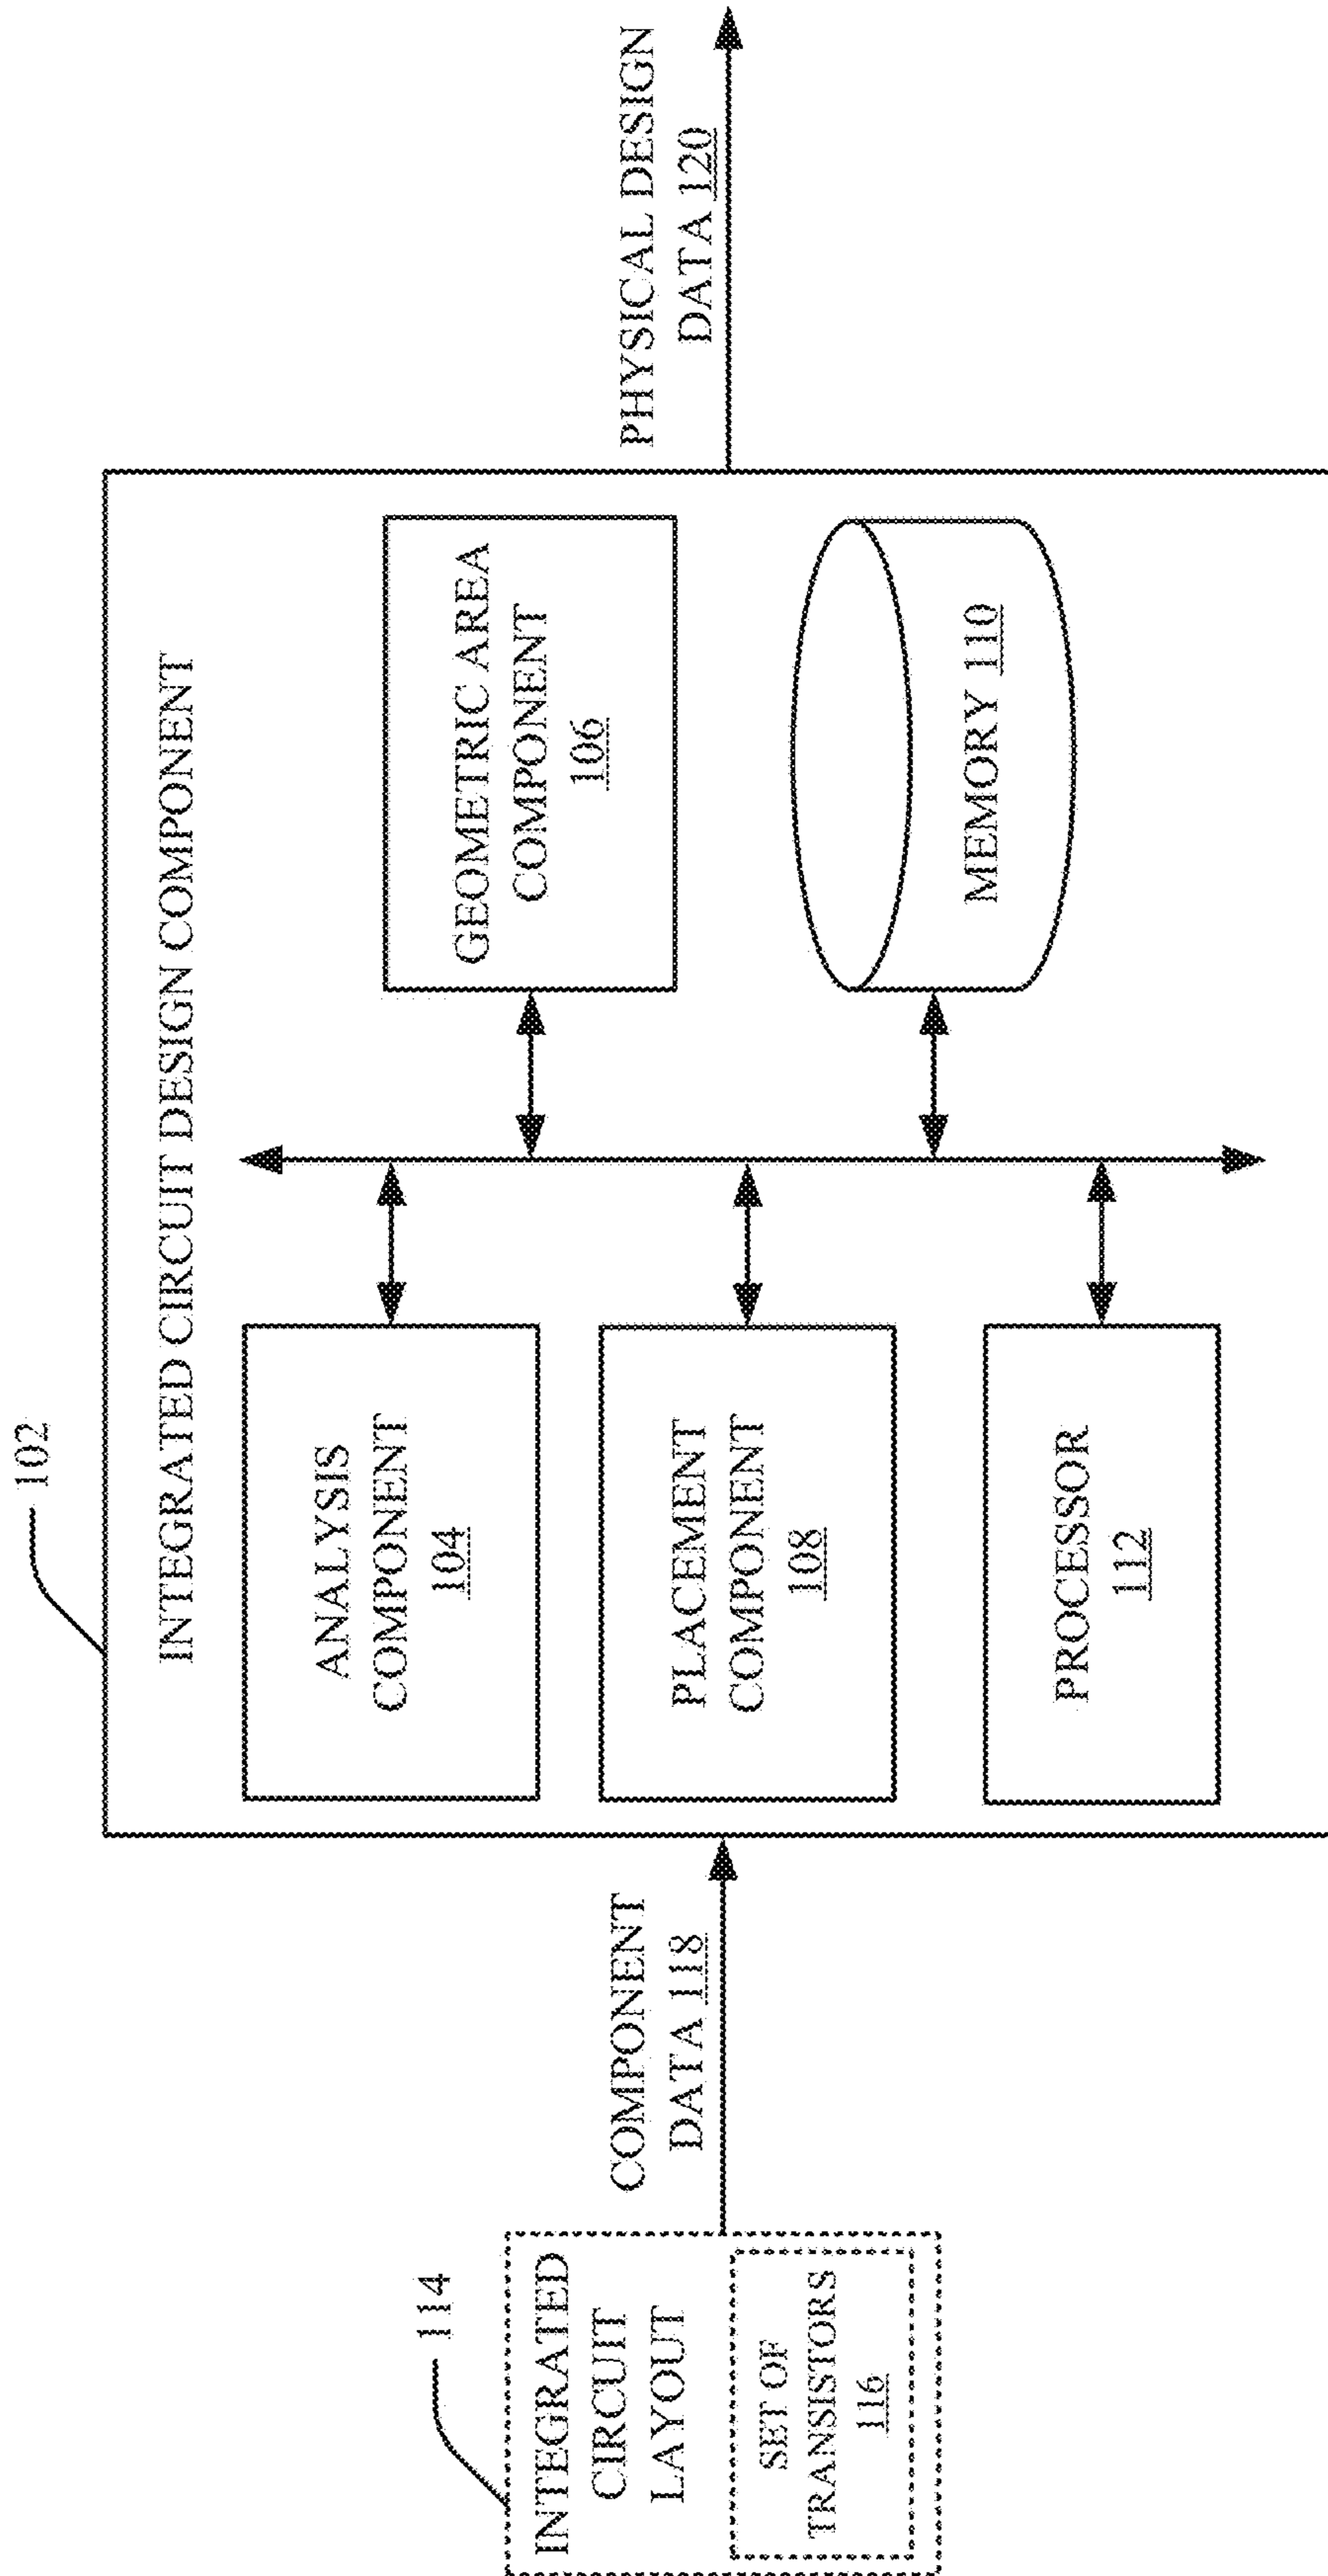 102
INTEGRATED CIRCUIT DESIGN COMPONENT
114
INTEGRATED
CIRCUIT
LAYOUT
SET OF
TRANSISTORS
116
COMPONENT
DATA 118
ANALYSIS
COMPONENT
104
PLACEMENT
COMPONENT
108
PROCESSOR
112
GEOMETRIC AREA
COMPONENT
106
MEMORY 110
PHYSICAL DESIGN
DATA 120